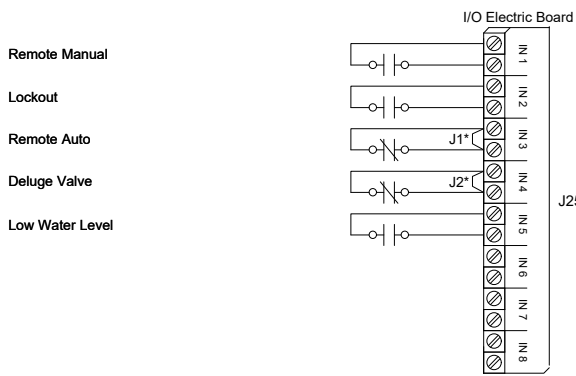 I/O Electric Board
Remote Manual
IN 1
Lockout
IN 2
Remote Auto
J1*
IN 3
Deluge Valve
J2*
IN 4
J25
Low Water Level
IN 5
IN 6
IN 7
IN 8